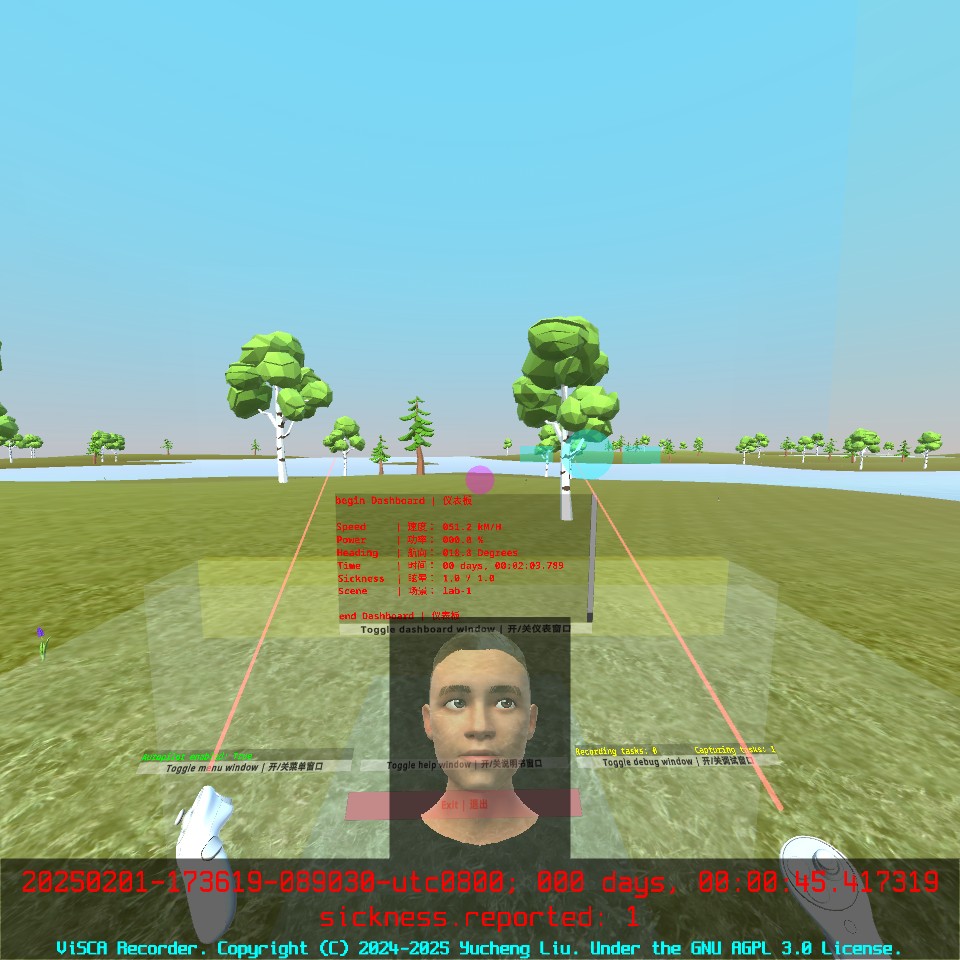 begin Dashboard | 仪表板
Speed | 速度： 051.2 kM/H
Power | 功率： 000.0 %
Heading | 航向： 018.3 Degrees
Time | 时间： 00 days, 00:02:03.789
Sickness | 眩晕： 1.0 / 1.0
Scene | 场景： lab-1
end Dashboard | 仪表板
Toggle dashboard window | 开/关仪表窗口
Recording tasks: 0 Capturing tasks: 1
Toggle menu window | 开/关菜单窗口
Toggle help window | 开/关说明书窗口
Toggle debug window | 开/关调试窗口
Exit | 退出
20250201-173619-089030-utc0800; 000 days, 00:00:45.417319
sickness.reported: 1
ViSCA Recorder. Copyright (C) 2024-2025 Yucheng Liu. Under the GNU AGPL 3.0 License.